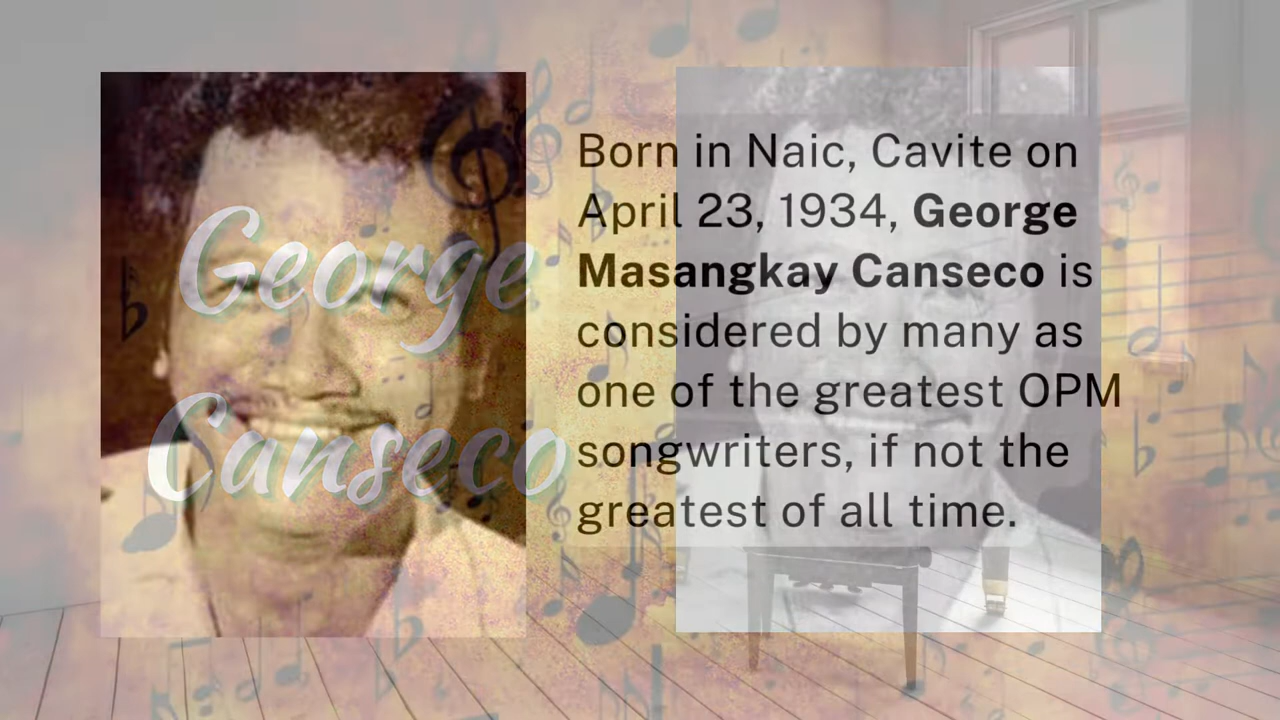 George
Canseco
Born in Naic, Cavite on
April 23, 1934, George
Masangkay Canseco is
considered by many as
one of the greatest OPM
songwriters, if not the
greatest of all time.